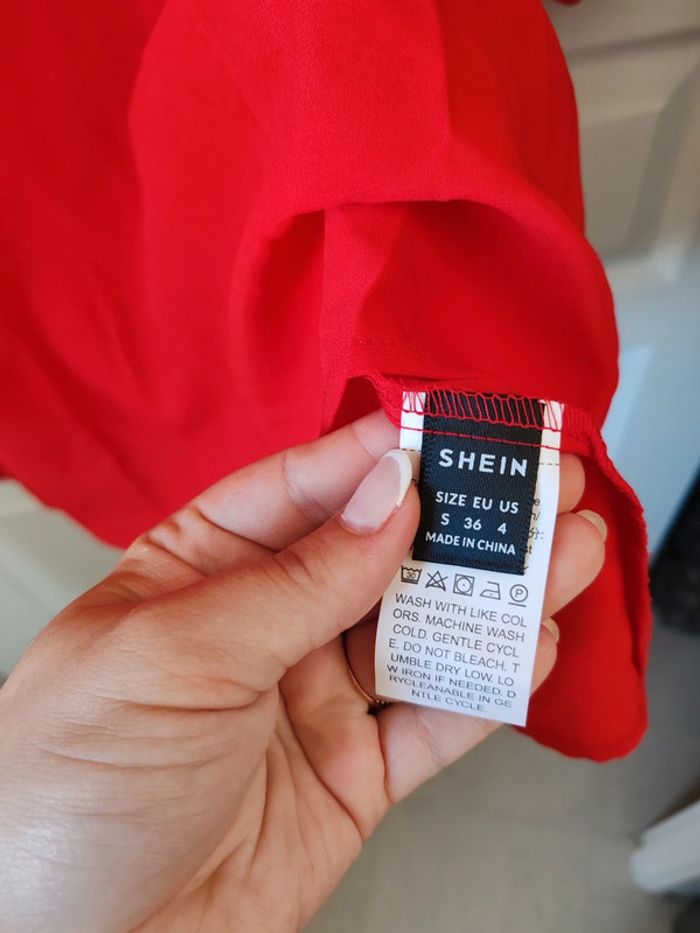 SHEIN
SIZE EU US
S 36 4
MADE IN CHINA
WASH WITH LIKE COL
ORS. MACHINE WASH
COLD. GENTLE CYCL
E. DO NOT BLEACH. T
UMBLE DRY LOW. LO
W IRON IF NEEDED. D
RYCLEANABLE IN GE
NTLE CYCLE.